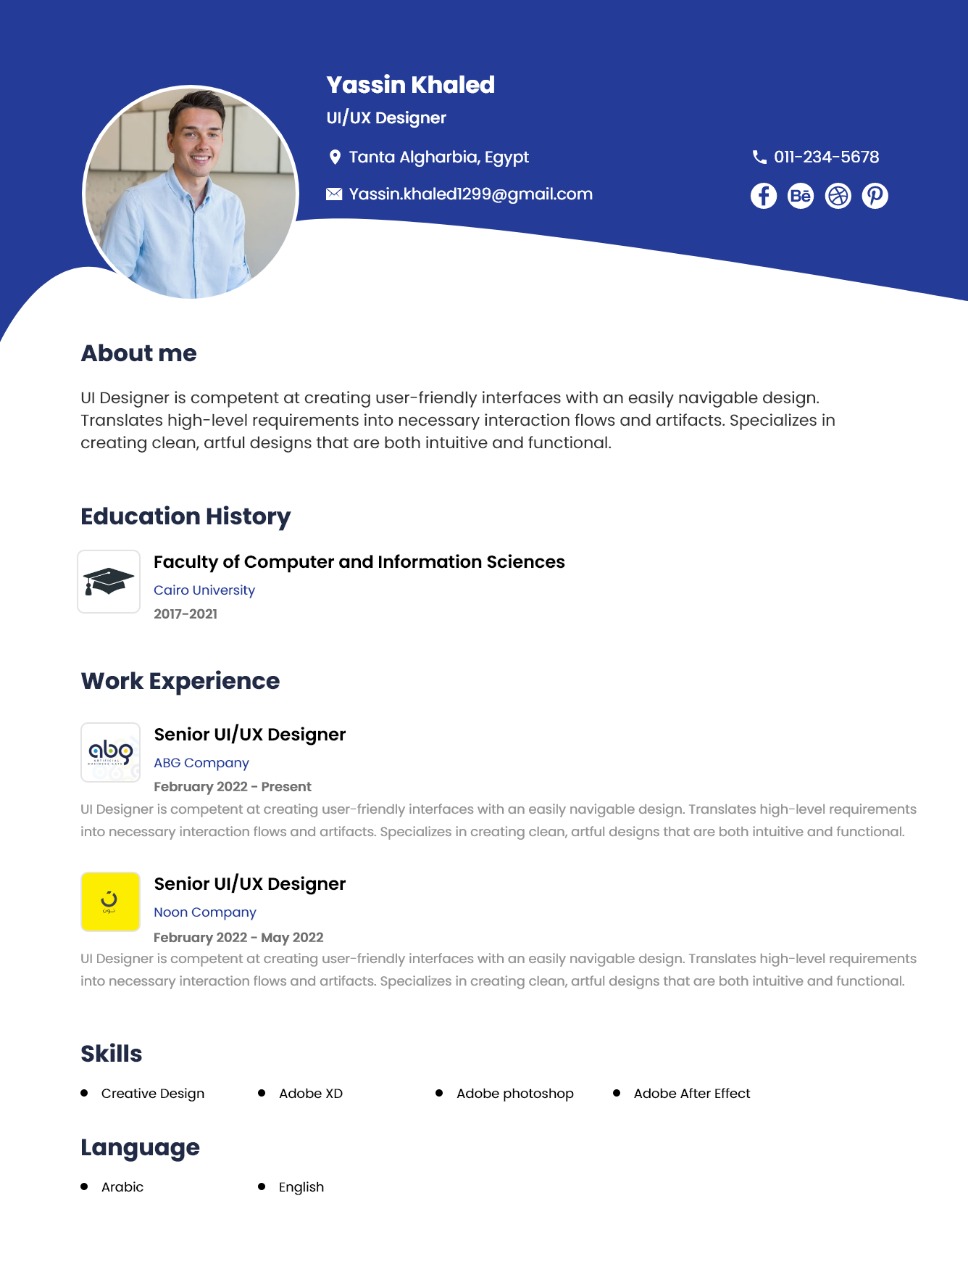 Yassin Khaled
UI/UX Designer
Tanta Algharbia, Egypt
011-234-5678
Yassin.khaled1299@gmail.com
Bē
About me
UI Designer is competent at creating user-friendly interfaces with an easily navigable design.
Translates high-level requirements into necessary interaction flows and artifacts. Specializes in
creating clean, artful designs that are both intuitive and functional.
Education History
Faculty of Computer and Information Sciences
Cairo University
2017-2021
Work Experience
abg
Senior UI/UX Designer
ABG Company
February 2022 - Present
UI Designer is competent at creating user-friendly interfaces with an easily navigable design. Translates high-level requirements
into necessary interaction flows and artifacts. Specializes in creating clean, artful designs that are both intuitive and functional.
ن
نون
Senior UI/UX Designer
Noon Company
February 2022 - May 2022
UI Designer is competent at creating user-friendly interfaces with an easily navigable design. Translates high-level requirements
into necessary interaction flows and artifacts. Specializes in creating clean, artful designs that are both intuitive and functional.
Skills
Creative Design
Adobe XD
Adobe photoshop
Adobe After Effect
Language
Arabic
English